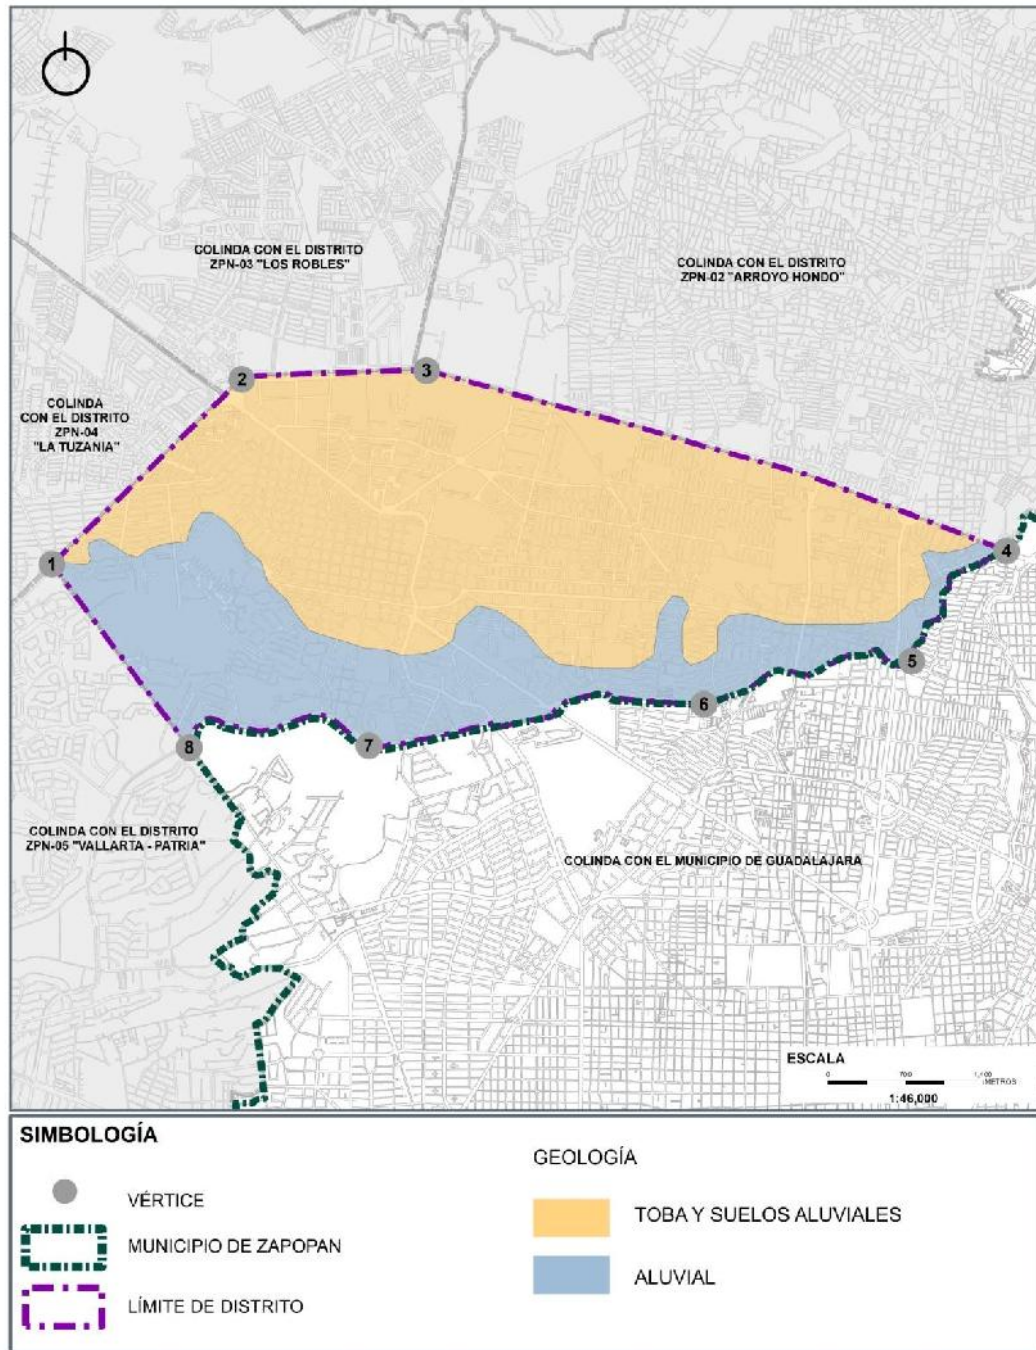 COLINDA CON EL DISTRITO
ZPN-03 "LOS ROBLES"
COLINDA CON EL DISTRITO
ZPN-02 "ARROYO HONDO"
2
3
COLINDA
CON EL DISTRITO
ZPN-04
"LA TUZANIA"
1
4
5
6
7
8
COLINDA CON EL DISTRITO
ZPN-05 "VALLARTA - PATRIA"
COLINDA CON EL MUNICIPIO DE GUADALAJARA
ESCALA
0 700 1,400
METROS
1:46,000
SIMBOLOGÍA
VÉRTICE
MUNICIPIO DE ZAPOPAN
LÍMITE DE DISTRITO
GEOLOGÍA
TOBA Y SUELOS ALUVIALES
ALUVIAL